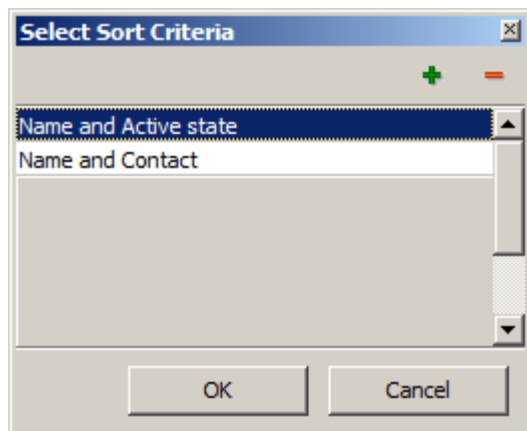 Select Sort Criteria
Name and Active state
Name and Contact
OK
Cancel